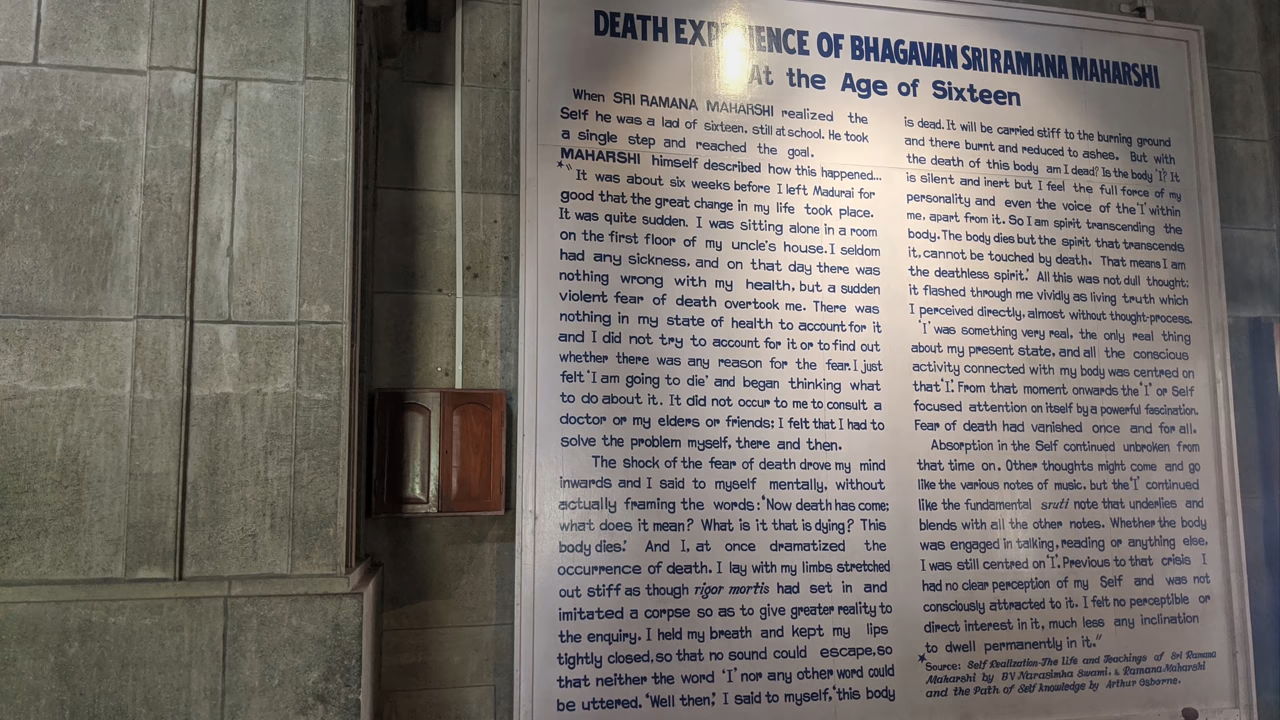 DEATH EXPERIENCE OF BHAGAVAN SRI RAMANA MAHARSHI
At the Age of Sixteen
When SRI RAMANA MAHARSHI realized the
Self he was a lad of sixteen, still at school. He took
a single step and reached the goal.
MAHARSHI himself described how this happened...
*"It was about six weeks before I left Madurai for
good that the great change in my life took place.
It was quite sudden. I was sitting alone in a room
on the first floor of my uncle's house. I seldom
had any sickness, and on that day there was
nothing wrong with my health, but a sudden
violent fear of death overtook me. There was
nothing in my state of health to account for it
and I did not try to account for it or to find out
whether there was any reason for the fear. I just
felt 'I am going to die' and began thinking what
to do about it. It did not occur to me to consult a
doctor or my elders or friends; I felt that I had to
solve the problem myself, there and then.
The shock of the fear of death drove my mind
inwards and I said to myself mentally, without
actually framing the words: 'Now death has come;
what does it mean? What is it that is dying? This
body dies.' And I, at once dramatized the
occurrence of death. I lay with my limbs stretched
out stiff as though rigor mortis had set in and
imitated a corpse so as to give greater reality to
the enquiry. I held my breath and kept my lips
tightly closed, so that no sound could escape, so
that neither the word 'I' nor any other word could
be uttered. 'Well then,' I said to myself, 'this body
is dead. It will be carried stiff to the burning ground
and there burnt and reduced to ashes. But with
the death of this body am I dead? Is the body 'I'? It
is silent and inert but I feel the full force of my
personality and even the voice of the 'I' within
me, apart from it. So I am spirit transcending the
body. The body dies but the spirit that transcends
it, cannot be touched by death. That means I am
the deathless spirit.' All this was not dull thought;
it flashed through me vividly as living truth which
I perceived directly, almost without thought-process.
'I' was something very real, the only real thing
about my present state, and all the conscious
activity connected with my body was centred on
that 'I'. From that moment onwards the 'I' or Self
focused attention on itself by a powerful fascination.
Fear of death had vanished once and for all.
Absorption in the Self continued unbroken from
that time on. Other thoughts might come and go
like the various notes of music, but the 'I' continued
like the fundamental sruti note that underlies and
blends with all the other notes. Whether the body
was engaged in talking, reading or anything else,
I was still centred on 'I'. Previous to that crisis I
had no clear perception of my Self and was not
consciously attracted to it. I felt no perceptible or
direct interest in it, much less any inclination
to dwell permanently in it."
*Source: Self Realization-The life and Teachings of Sri Ramana
Maharshi by BV Narasimha Swami, & Ramana Maharshi
and the Path of Self knowledge by Arthur Osborne.